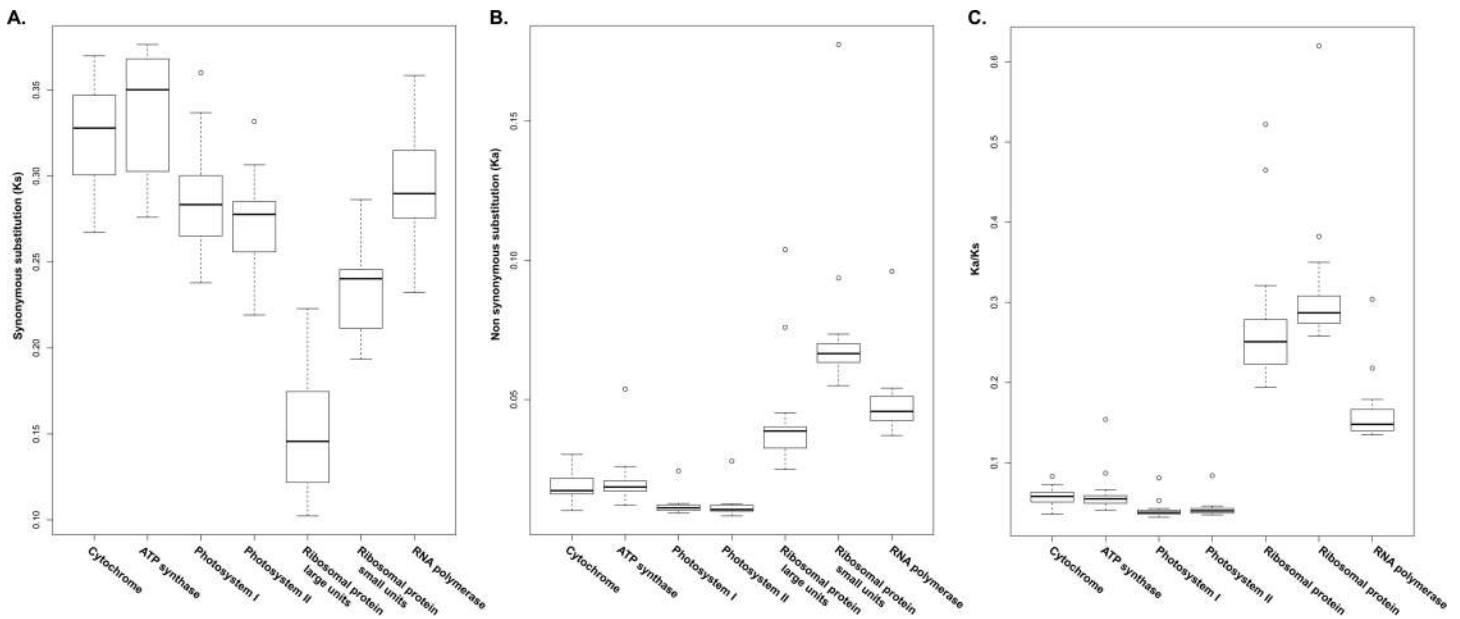 A.
Synonymous substitution (Ks)
0.35
0.30
0.25
0.20
0.15
0.10
Cytochrome
ATP synthase
Photosystem I
Photosystem II
Ribosomal protein
large units
Ribosomal protein
small units
RNA polymerase
B.
Non synonymous substitution (Ka)
0.15
0.10
0.05
Cytochrome
ATP synthase
Photosystem I
Photosystem II
Ribosomal protein
large units
Ribosomal protein
small units
RNA polymerase
C.
Ka/Ks
0.6
0.5
0.4
0.3
0.2
0.1
Cytochrome
ATP synthase
Photosystem I
Photosystem II
Ribosomal protein
Ribosomal protein
RNA polymerase